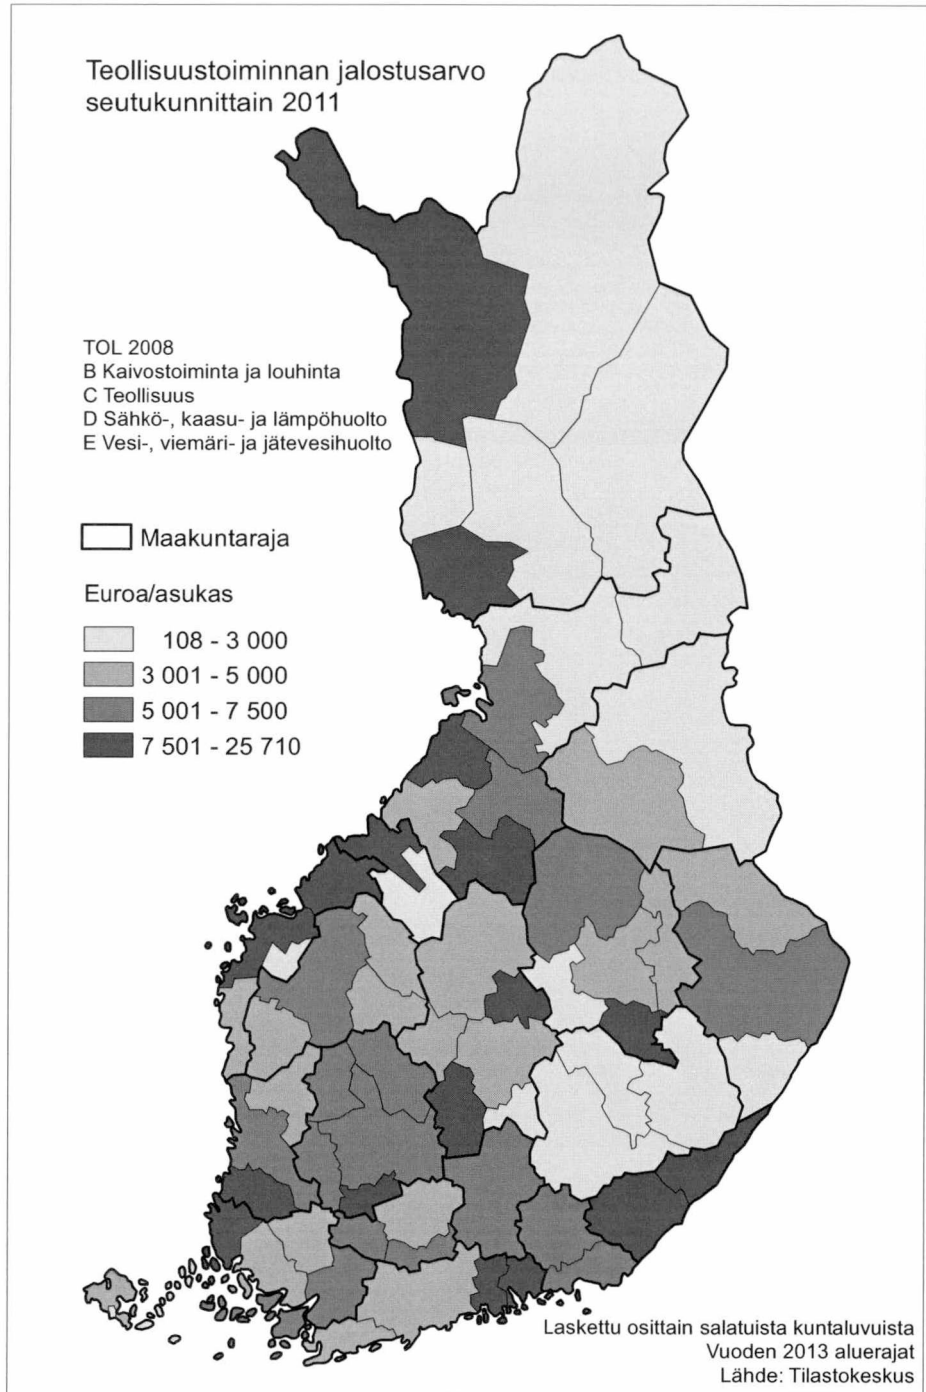 Teollisuustoiminnan jalostusarvo
seutukunnittain 2011
TOL 2008
B Kaivostoiminta ja louhinta
C Teollisuus
D Sähkö-, kaasu- ja lämpöhuolto
E Vesi-, viemäri- ja jätevesihuolto
Maakuntaraja
Euroa/asukas
108 - 3 000
3 001 - 5 000
5 001 - 7 500
7 501 - 25 710
Laskettu osittain salatuista kuntaluvuista
Vuoden 2013 aluerajat
Lähde: Tilastokeskus